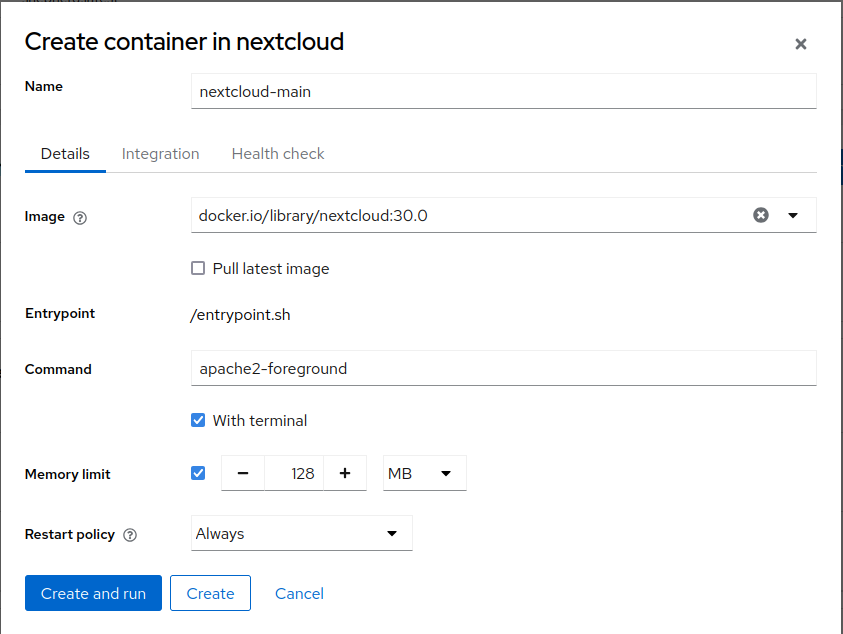 Create container in nextcloud
Name
nextcloud-main
Details Integration Health check
Image
docker.io/library/nextcloud:30.0
Pull latest image
Entrypoint
/entrypoint.sh
Command
apache2-foreground
With terminal
Memory limit
128
MB
Restart policy
Always
Create and run
Create
Cancel